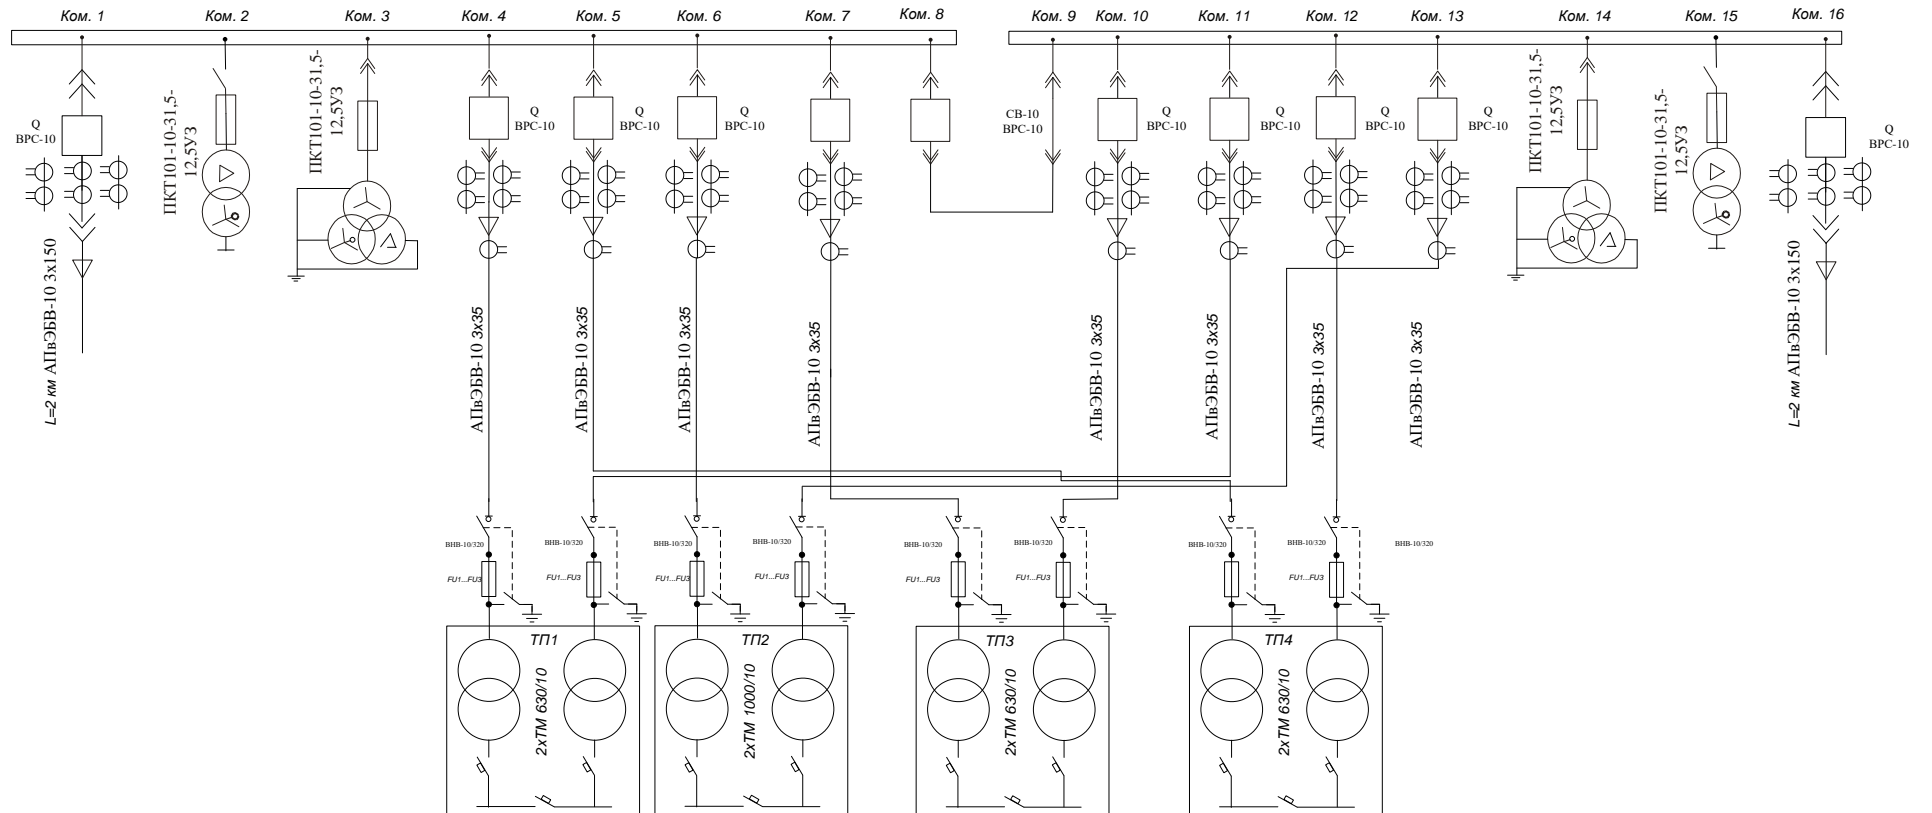 Ком. 1
Ком. 2
Ком. 3
Ком. 4
Ком. 5
Ком. 6
Ком. 7
Ком. 8
Ком. 9
Ком. 10
Ком. 11
Ком. 12
Ком. 13
Ком. 14
Ком. 15
Ком. 16
Q
ВРС-10
ПКТ101-10-31,5-
12,5У3
ПКТ101-10-31,5-
12,5У3
Q
ВРС-10
Q
ВРС-10
Q
ВРС-10
СВ-10
ВРС-10
Q
ВРС-10
Q
ВРС-10
Q
ВРС-10
Q
ВРС-10
ПКТ101-10-31,5-
12,5У3
ПКТ101-10-31,5-
12,5У3
Q
ВРС-10
L=2 км АПвЭБВ-10 3х150
АПвЭБВ-10 3х35
АПвЭБВ-10 3х35
АПвЭБВ-10 3х35
АПвЭБВ-10 3х35
АПвЭБВ-10 3х35
АПвЭБВ-10 3х35
АПвЭБВ-10 3х35
АПвЭБВ-10 3х35
L=2 км АПвЭБВ-10 3х150
ВНВ-10/320
ВНВ-10/320
ВНВ-10/320
ВНВ-10/320
ВНВ-10/320
ВНВ-10/320
ВНВ-10/320
ВНВ-10/320
ВНВ-10/320
FU1...FU3
FU1...FU3
FU1...FU3
FU1...FU3
FU1...FU3
FU1...FU3
FU1...FU3
ТП1
2хТМ 630/10
ТП2
2хТМ 1000/10
ТП3
2хТМ 630/10
ТП4
2хТМ 630/10